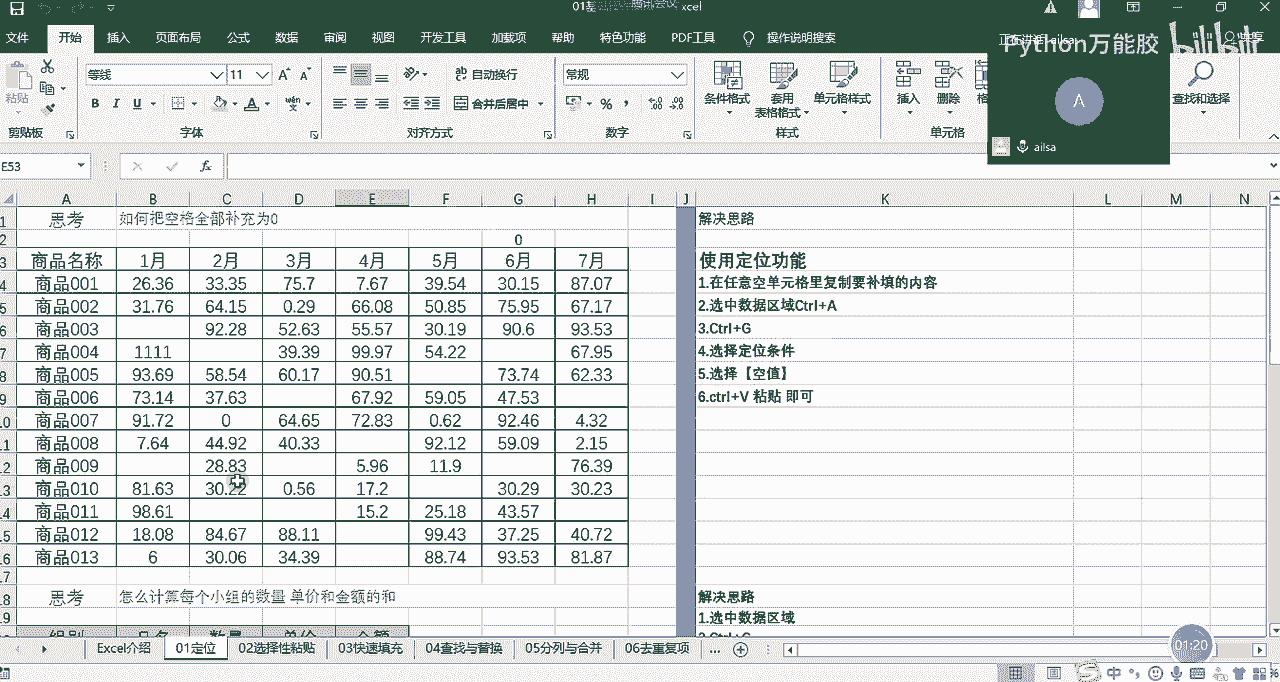 xcel
文件 开始 插入 页面布局 公式 数据 审阅 视图 开发工具 加载项 帮助 特色功能 PDF工具 操作说明搜索
Python万能胶 bilibili
等线 11 自动换行 常规
粘贴 B I U A 合并后居中 % 条件格式 套用 表格格式 单元格样式 插入 删除 查找和选择
剪贴板 字体 对齐方式 数字 样式 单元格
A
ailsa
E53 fx
A B C D E F G H I J K L M N
1 思考 如何把空格全部补充为0 解决思路
2 0
3 商品名称 1月 2月 3月 4月 5月 6月 7月 使用定位功能
4 商品001 26.36 33.35 75.7 7.67 39.54 30.15 87.07 1.在任意空单元格里复制要补填的内容
5 商品002 31.76 64.15 0.29 66.08 50.85 75.95 67.17 2.选中数据区域Ctrl+A
6 商品003 92.28 52.63 55.57 30.19 90.6 93.53 3.Ctrl+G
7 商品004 1111 39.39 99.97 54.22 67.95 4.选择定位条件
8 商品005 93.69 58.54 60.17 90.51 73.74 62.33 5.选择【空值】
9 商品006 73.14 37.63 67.92 59.05 47.53 6.ctrl+V 粘贴 即可
10 商品007 91.72 0 64.65 72.83 0.62 92.46 4.32
11 商品008 7.64 44.92 40.33 92.12 59.09 2.15
12 商品009 28.83 5.96 11.9 76.39
13 商品010 81.63 30.22 0.56 17.2 30.29 30.23
14 商品011 98.61 15.2 25.18 43.57
15 商品012 18.08 84.67 88.11 99.43 37.25 40.72
16 商品013 6 30.06 34.39 88.74 93.53 81.87
17
18 思考 怎么计算每个小组的数量 单价和金额的和 解决思路
19 1.选中数据区域
Excel介绍 01定位 02选择性粘贴 03快速填充 04查找与替换 05分列与合并 06去重复项 ...
01:20
中